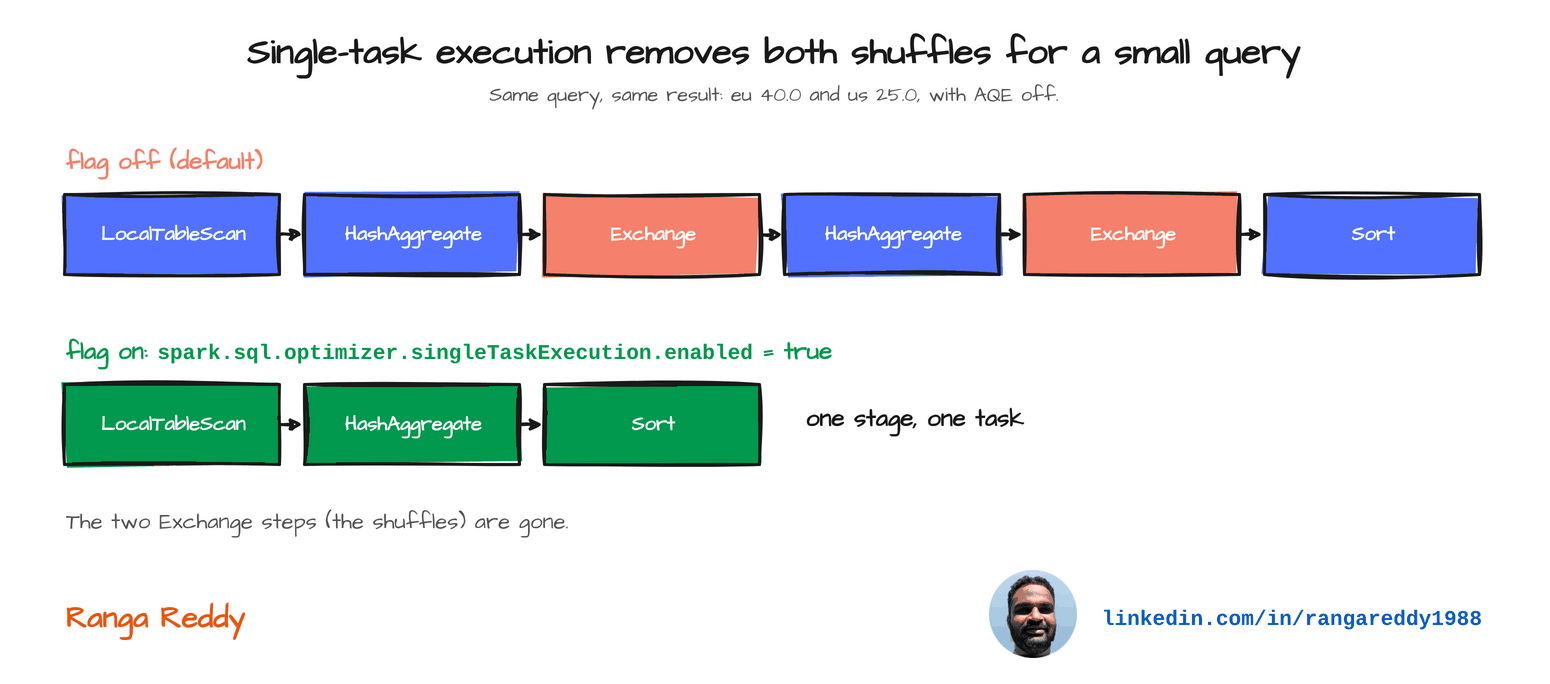 Single-task execution removes both shuffles for a small query
Same query, same result: eu 40.0 and us 25.0, with AQE off.
flag off (default)
LocalTableScan
HashAggregate
Exchange
HashAggregate
Exchange
Sort
flag on: spark.sql.optimizer.singleTaskExecution.enabled = true
LocalTableScan
HashAggregate
Sort
one stage, one task
The two Exchange steps (the shuffles) are gone.
Ranga Reddy
linkedin.com/in/rangareddy1988